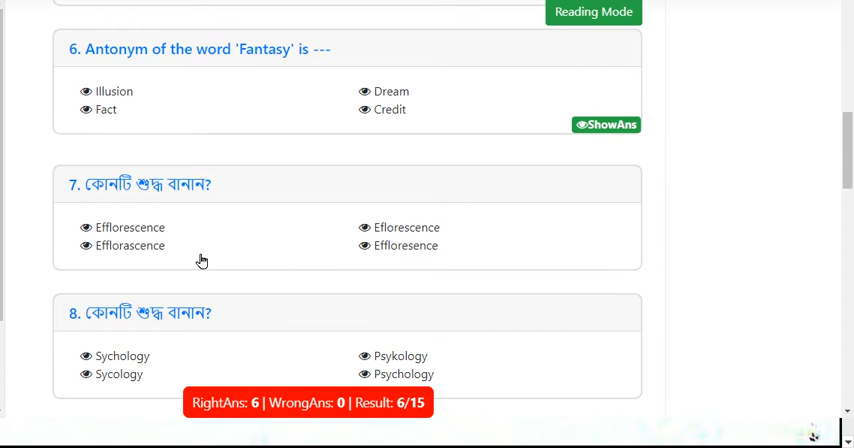 Reading Mode
6. Antonym of the word 'Fantasy' is ---
Illusion Dream
Fact Credit
ShowAns
7. কোনটি শুদ্ধ বানান?
Efflorescence Eflorescence
Efflorascence Effloresence
8. কোনটি শুদ্ধ বানান?
Sychology Psykology
Sycology Psychology
RightAns: 6 | WrongAns: 0 | Result: 6/15